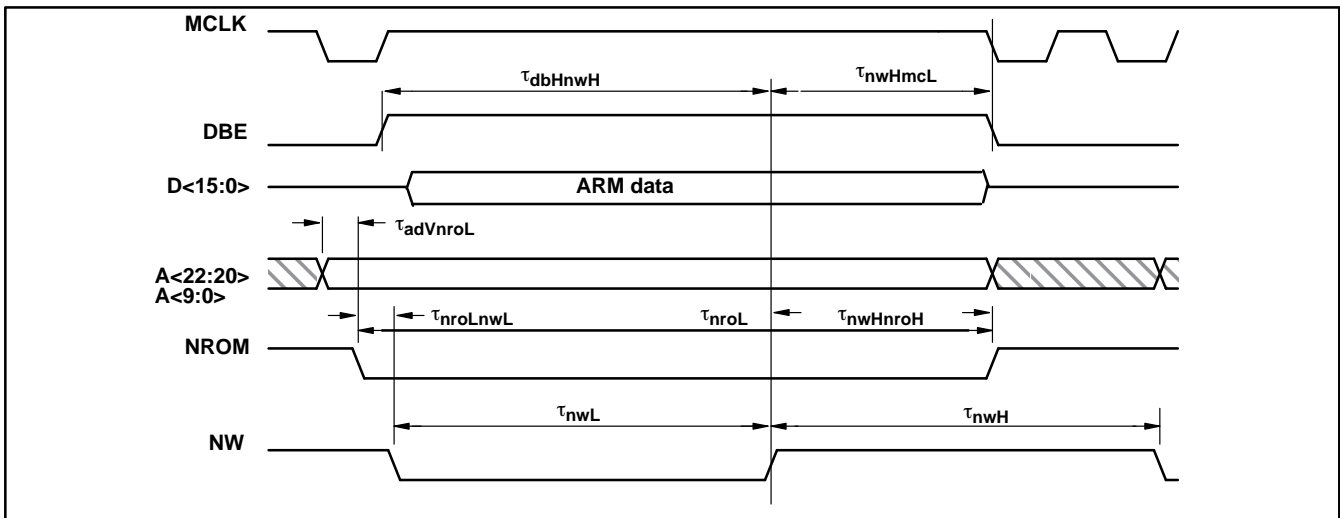 MCLK
τdbHnwH τnwHmcL
DBE
D<15:0> ARM data
τadVnroL
A<22:20>
A<9:0>
τnroLnwL τnroL τnwHnroH
NROM
τnwL τnwH
NW